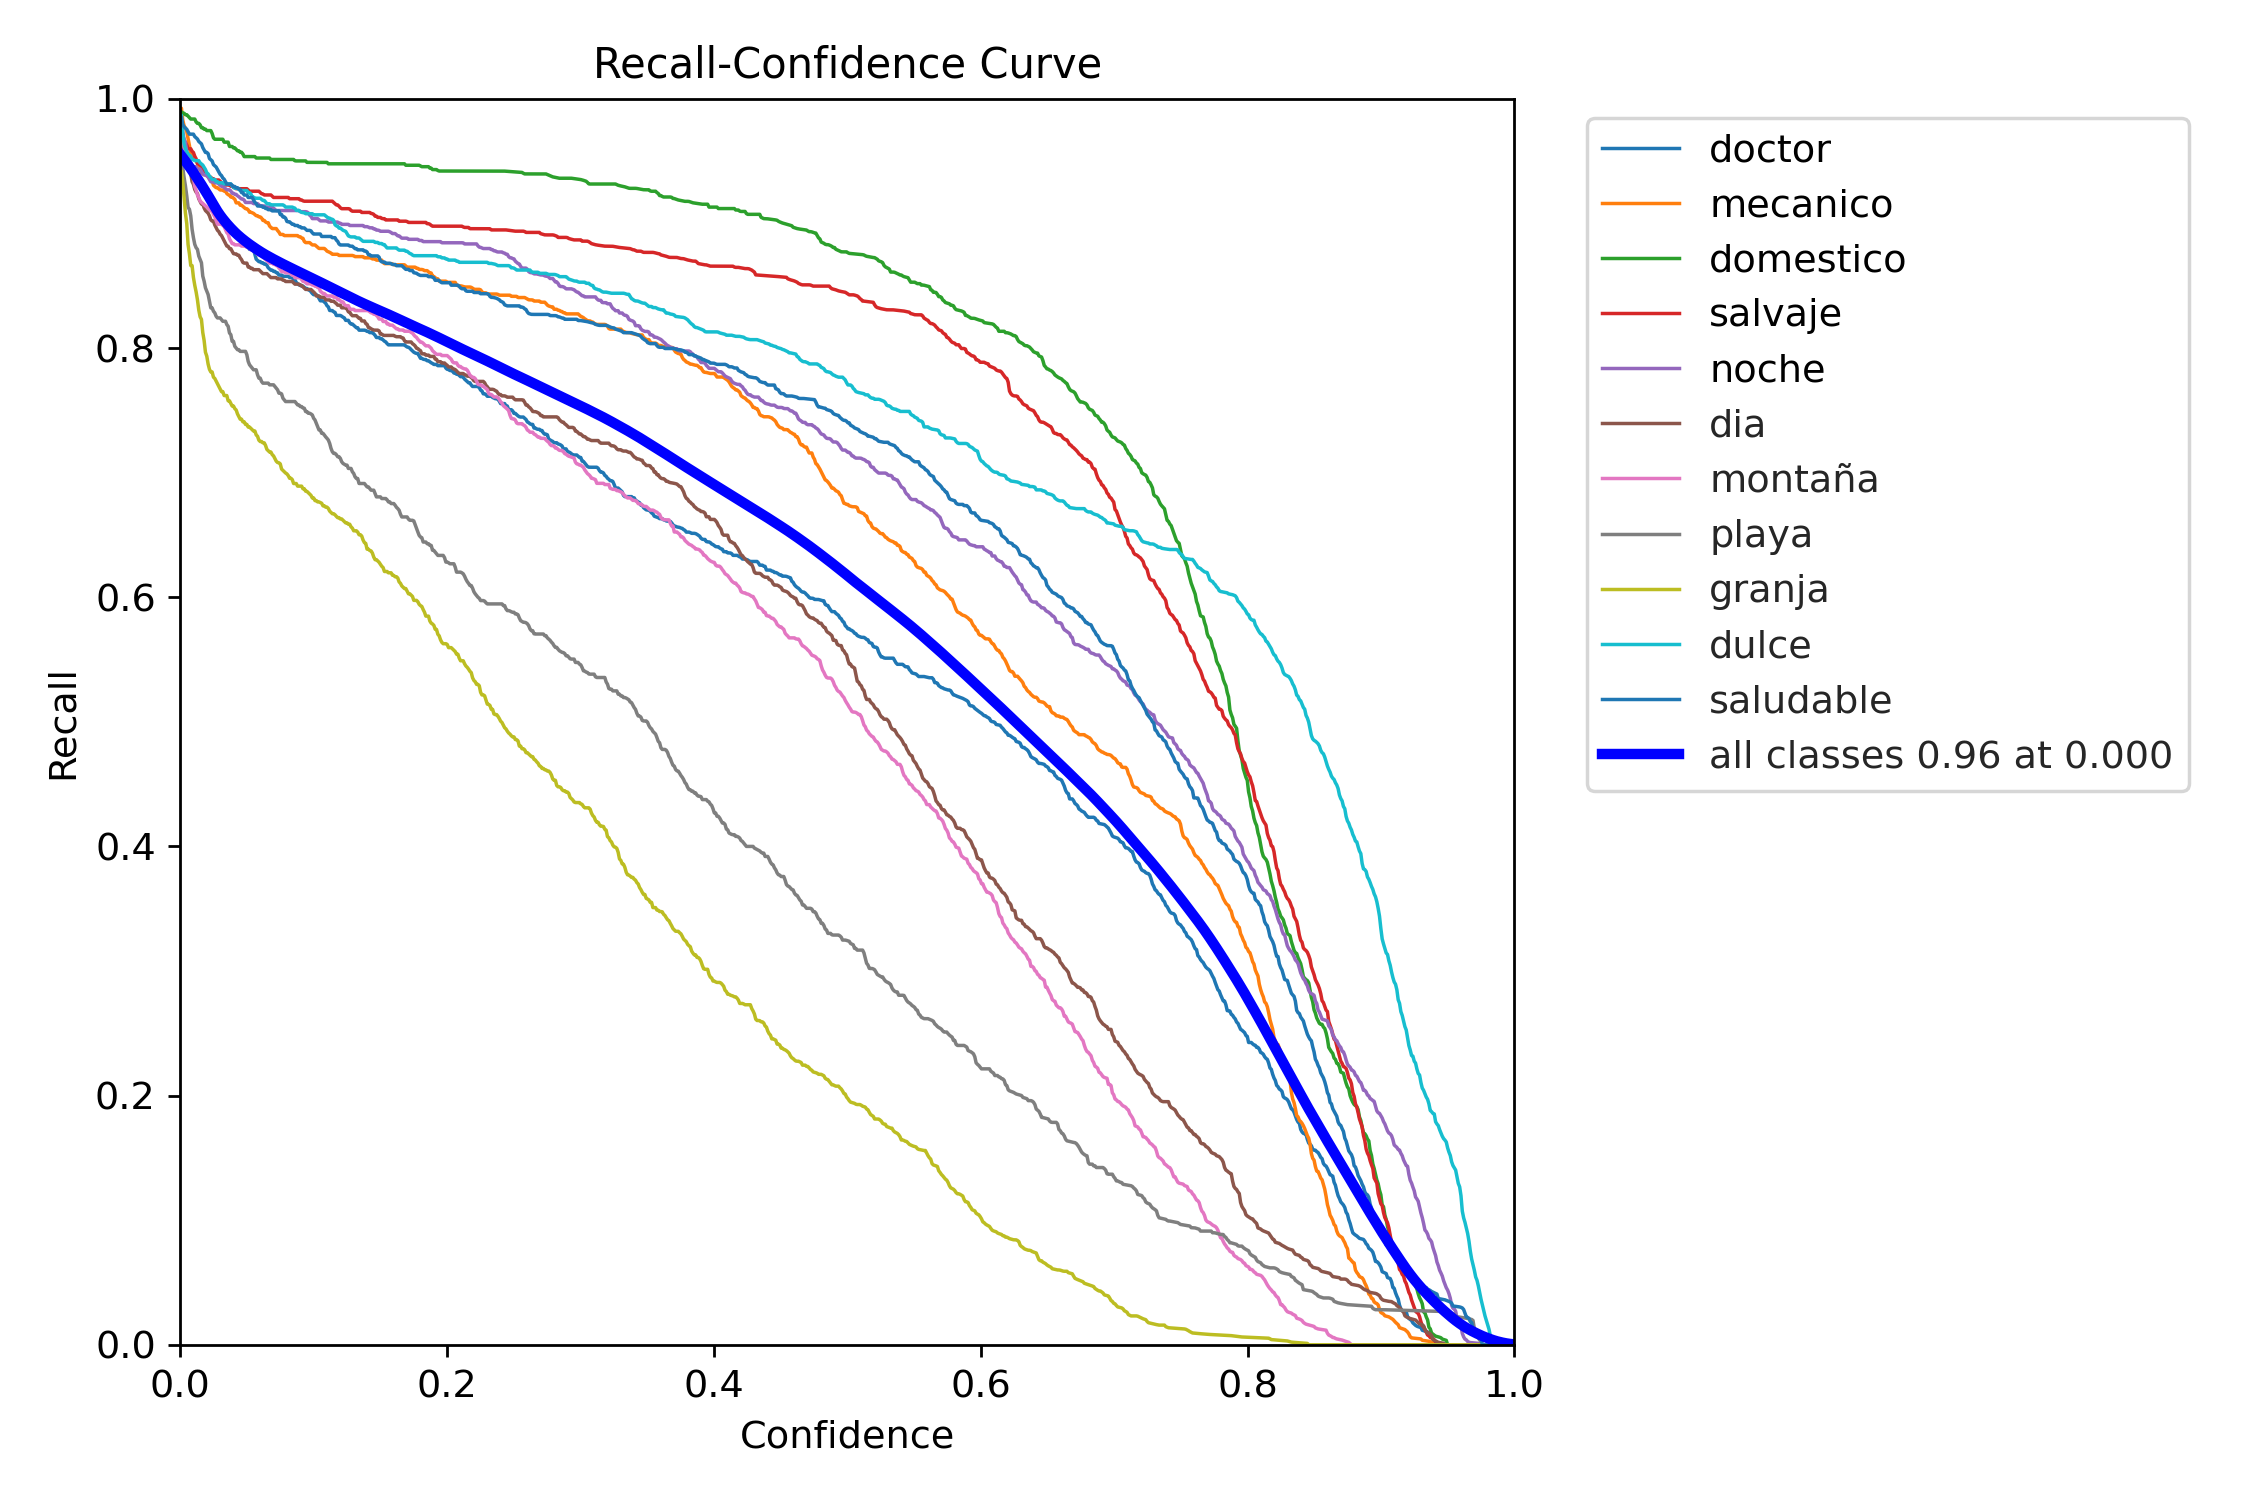 Recall-Confidence Curve
1.0
0.8
0.6
0.4
0.2
0.0
Recall
0.0 0.2 0.4 0.6 0.8 1.0
Confidence
doctor
mecanico
domestico
salvaje
noche
dia
montaña
playa
granja
dulce
saludable
all classes 0.96 at 0.000